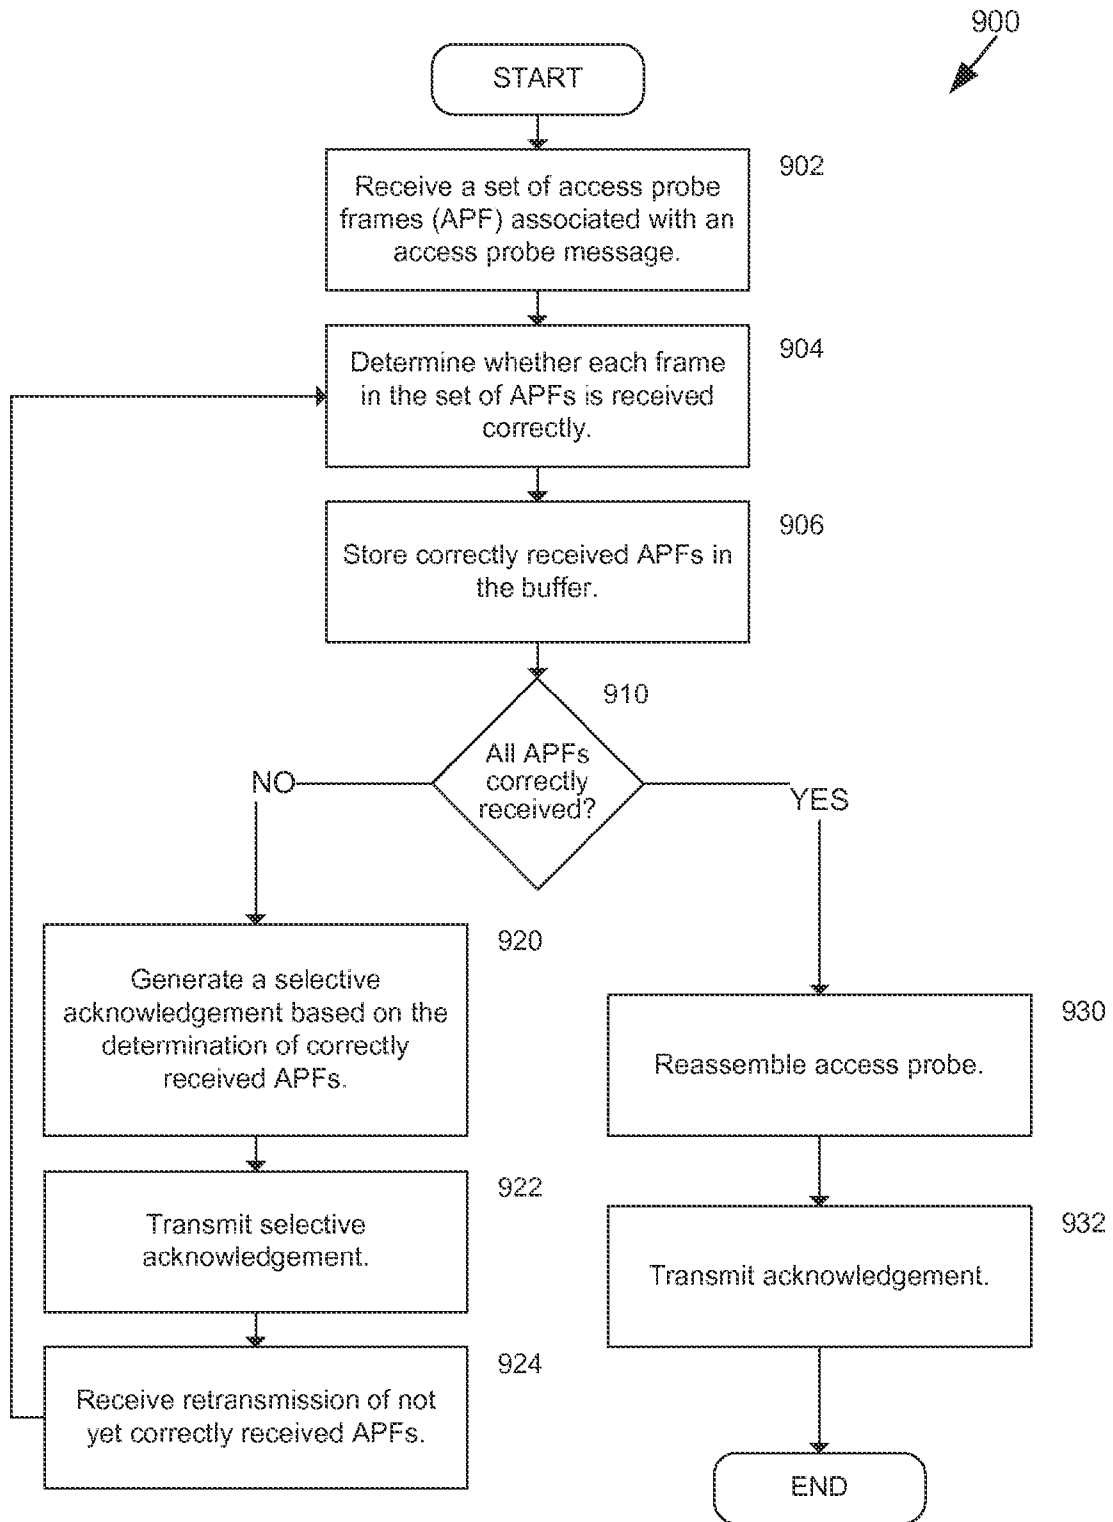 900
START
902
Receive a set of access probe
frames (APF) associated with an
access probe message.
904
Determine whether each frame
in the set of APFs is received
correctly.
906
Store correctly received APFs in
the buffer.
910
All APFs
correctly
received?
NO
YES
920
Generate a selective
acknowledgement based on the
determination of correctly
received APFs.
930
Reassemble access probe.
922
Transmit selective
acknowledgement.
932
Transmit acknowledgement.
924
Receive retransmission of not
yet correctly received APFs.
END